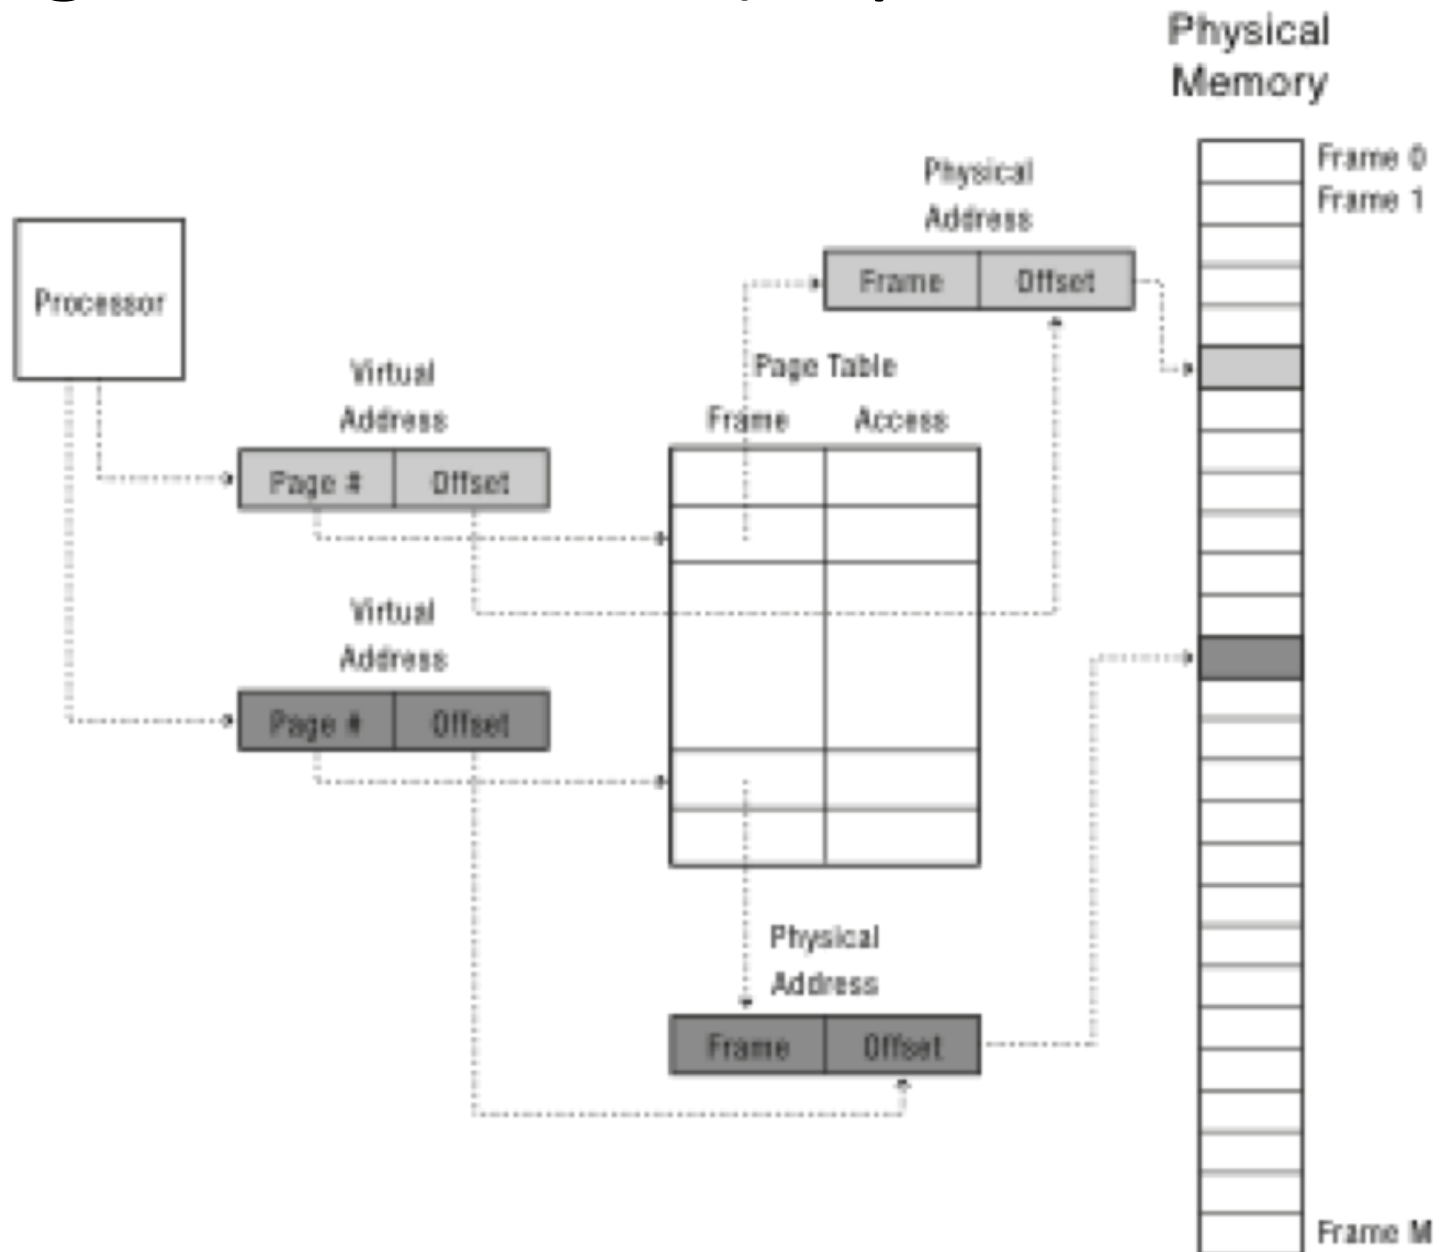 Physical
Memory
Frame 0
Frame 1
Physical
Address
Frame Offset
Processor
Virtual
Address
Page # Offset
Page Table
Frame Access
Virtual
Address
Page # Offset
Physical
Address
Frame Offset
Frame M